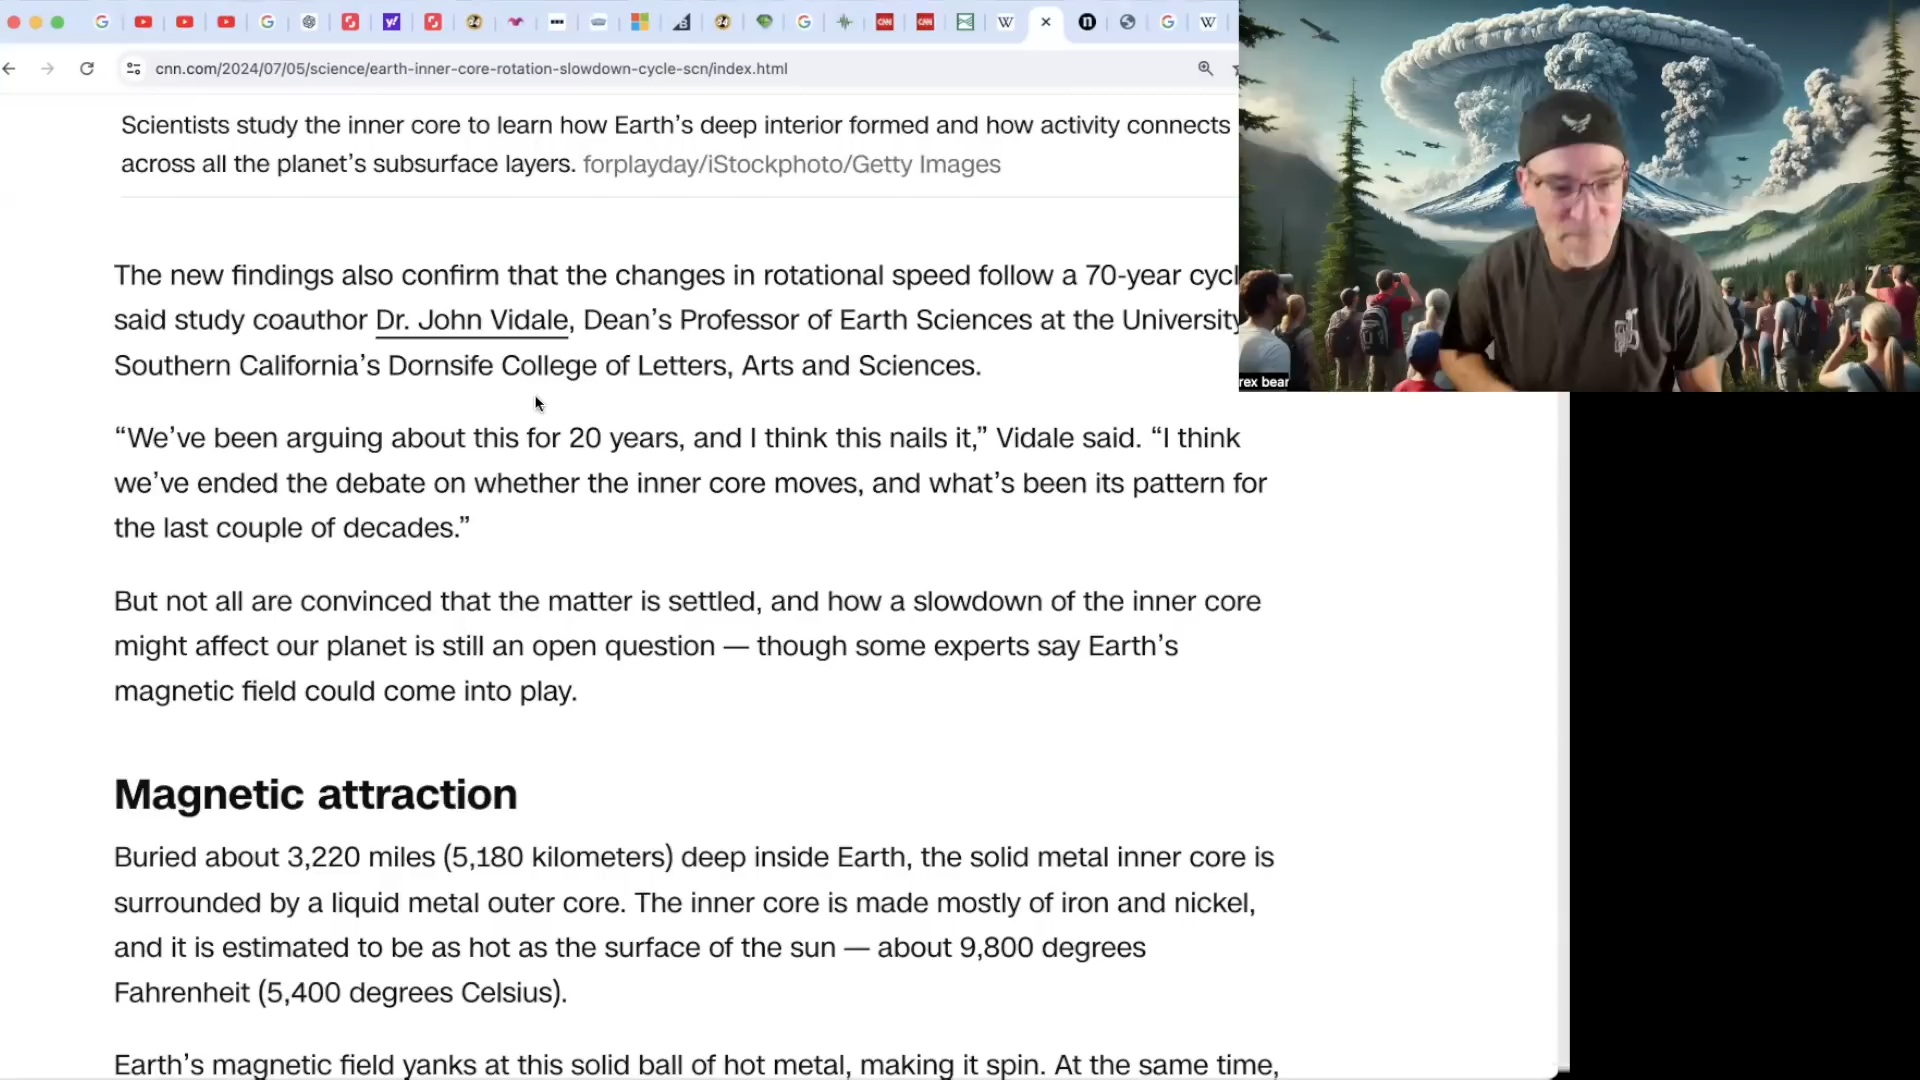 cnn.com/2024/07/05/science/earth-inner-core-rotation-slowdown-cycle-scn/index.html
Scientists study the inner core to learn how Earth’s deep interior formed and how activity connects
across all the planet’s subsurface layers. forplayday/iStockphoto/Getty Images
rex bear
The new findings also confirm that the changes in rotational speed follow a 70-year cycl
said study coauthor Dr. John Vidale, Dean’s Professor of Earth Sciences at the University
Southern California’s Dornsife College of Letters, Arts and Sciences.
“We’ve been arguing about this for 20 years, and I think this nails it,” Vidale said. “I think
we’ve ended the debate on whether the inner core moves, and what’s been its pattern for
the last couple of decades.”
But not all are convinced that the matter is settled, and how a slowdown of the inner core
might affect our planet is still an open question — though some experts say Earth’s
magnetic field could come into play.
Magnetic attraction
Buried about 3,220 miles (5,180 kilometers) deep inside Earth, the solid metal inner core is
surrounded by a liquid metal outer core. The inner core is made mostly of iron and nickel,
and it is estimated to be as hot as the surface of the sun — about 9,800 degrees
Fahrenheit (5,400 degrees Celsius).
Earth’s magnetic field yanks at this solid ball of hot metal, making it spin. At the same time,